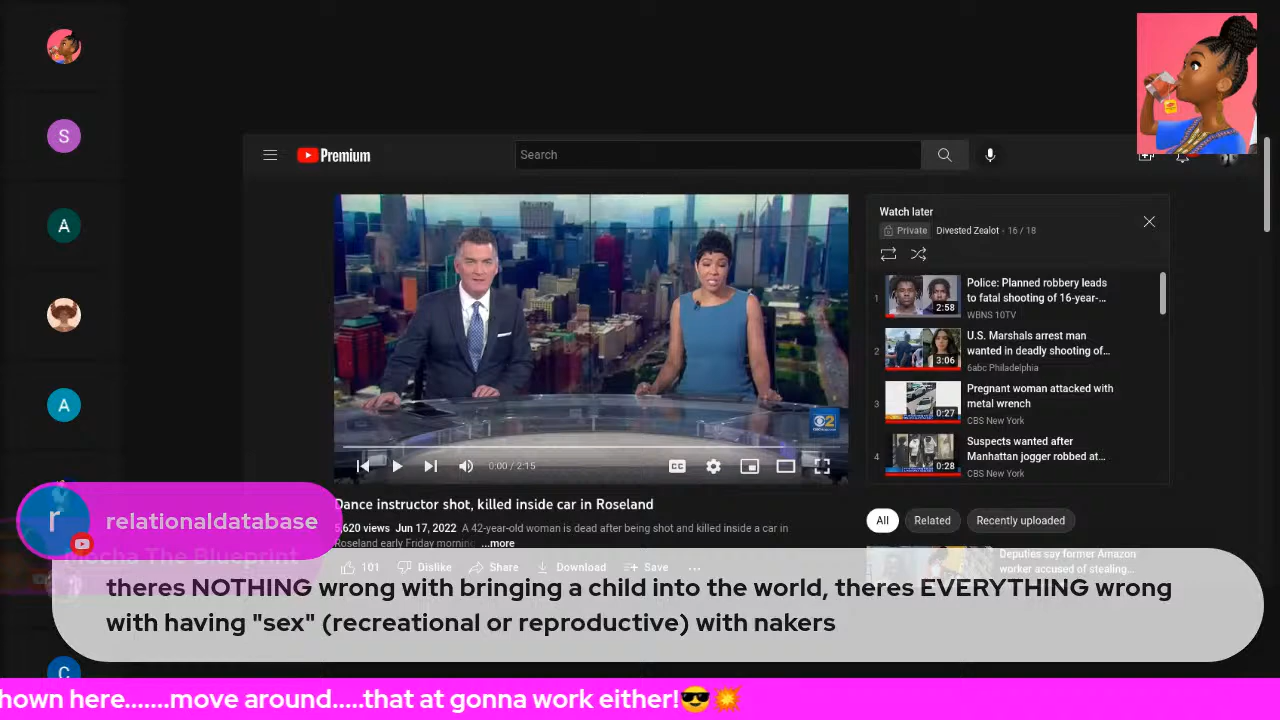 Premium
Search
S
A
A
Watch later
Private Divested Zealot - 16 / 18
1
2:58
Police: Planned robbery leads
to fatal shooting of 16-year-...
WBNS 10TV
2
3:06
U.S. Marshals arrest man
wanted in deadly shooting of...
6abc Philadelphia
3
0:27
Pregnant woman attacked with
metal wrench
CBS New York
4
0:28
Suspects wanted after
Manhattan jogger robbed at...
CBS New York
2
0:00 / 2:15
CC
Dance instructor shot, killed inside car in Roseland
5,620 views Jun 17, 2022 A 42-year-old woman is dead after being shot and killed inside a car in
Roseland early Friday morning ...more
101 Dislike Share Download Save ...
All Related Recently uploaded
Deputies say former Amazon
worker accused of stealing...
r
relationaldatabase
Mocha The Blueprint
theres NOTHING wrong with bringing a child into the world, theres EVERYTHING wrong
with having "sex" (recreational or reproductive) with nakers
C
hown here.......move around.....that at gonna work either!😎💥